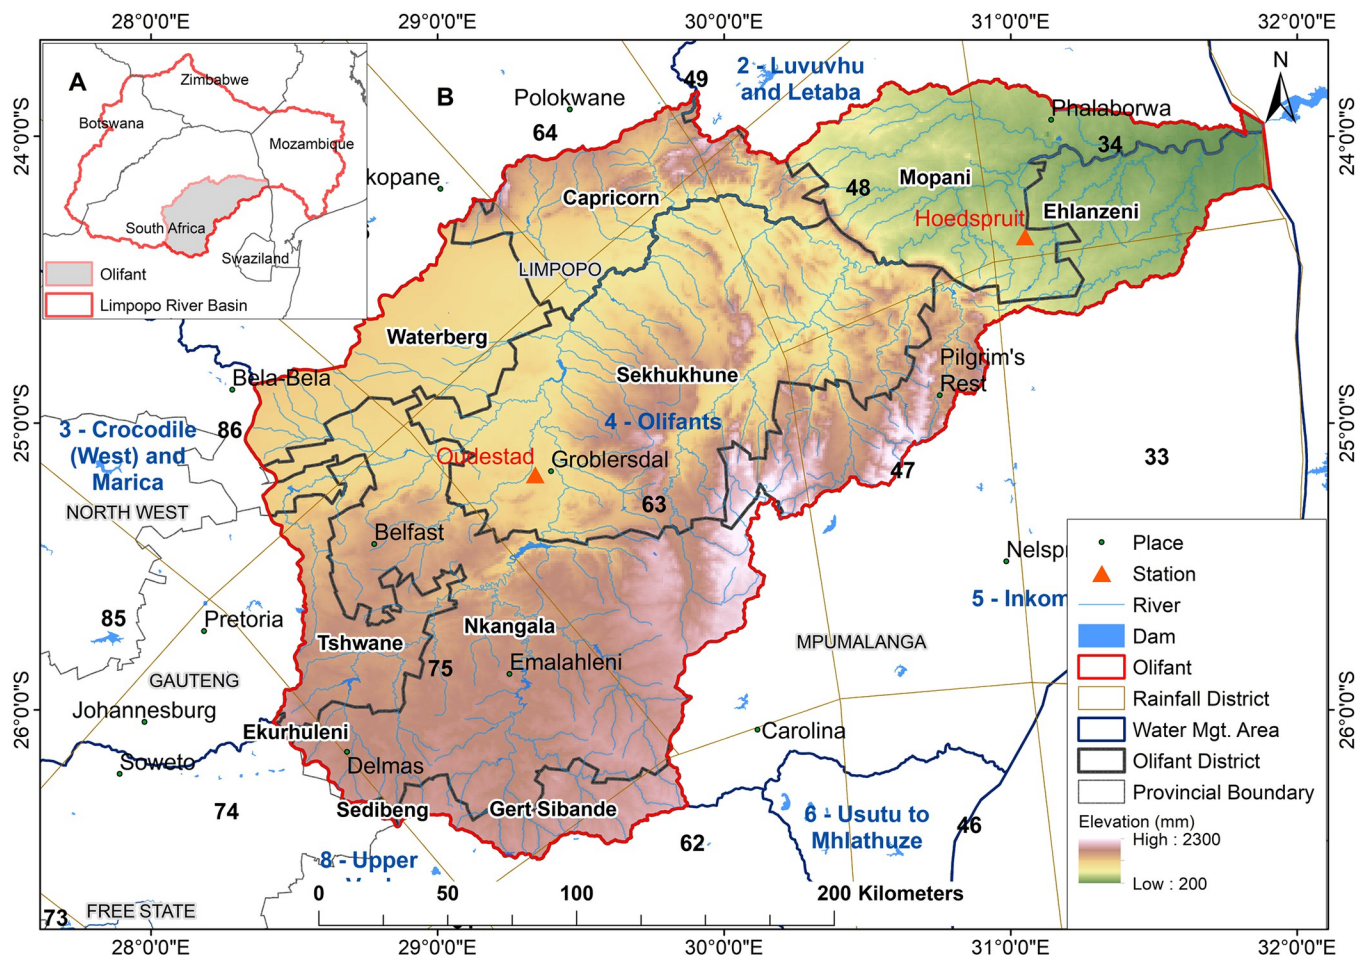 28°0'0"E
29°0'0"E
30°0'0"E
31°0'0"E
32°0'0"E
24°0'0"S
25°0'0"S
26°0'0"S
24°0'0"S
25°0'0"S
26°0'0"S
A
Zimbabwe
Botswana
Mozambique
South Africa
Swaziland
Olifant
Limpopo River Basin
B
N
49
2 - Luvuvhu
and Letaba
Polokwane
64
Phalaborwa
34
kopane
Capricorn
48
Mopani
Hoedspruit
Ehlanzeni
LIMPOPO
Waterberg
Pilgrim's
Rest
Sekhukhune
Bela-Bela
86
4 - Olifants
3 - Crocodile
(West) and
Marica
Oudestad
Groblersdal
47
33
63
NORTH WEST
Belfast
Nelspr
5 - Inkom
85
Pretoria
Nkangala
Tshwane
MPUMALANGA
75
Emalahleni
GAUTENG
Johannesburg
Ekurhuleni
Carolina
Soweto
Delmas
74
Sedibeng
Gert Sibande
6 - Usutu to
Mhlathuze
46
62
8 - Upper
73
FREE STATE
0
50
100
200 Kilometers
Place
Station
River
Dam
Olifant
Rainfall District
Water Mgt. Area
Olifant District
Provincial Boundary
Elevation (mm)
High : 2300
Low : 200
28°0'0"E
29°0'0"E
30°0'0"E
31°0'0"E
32°0'0"E